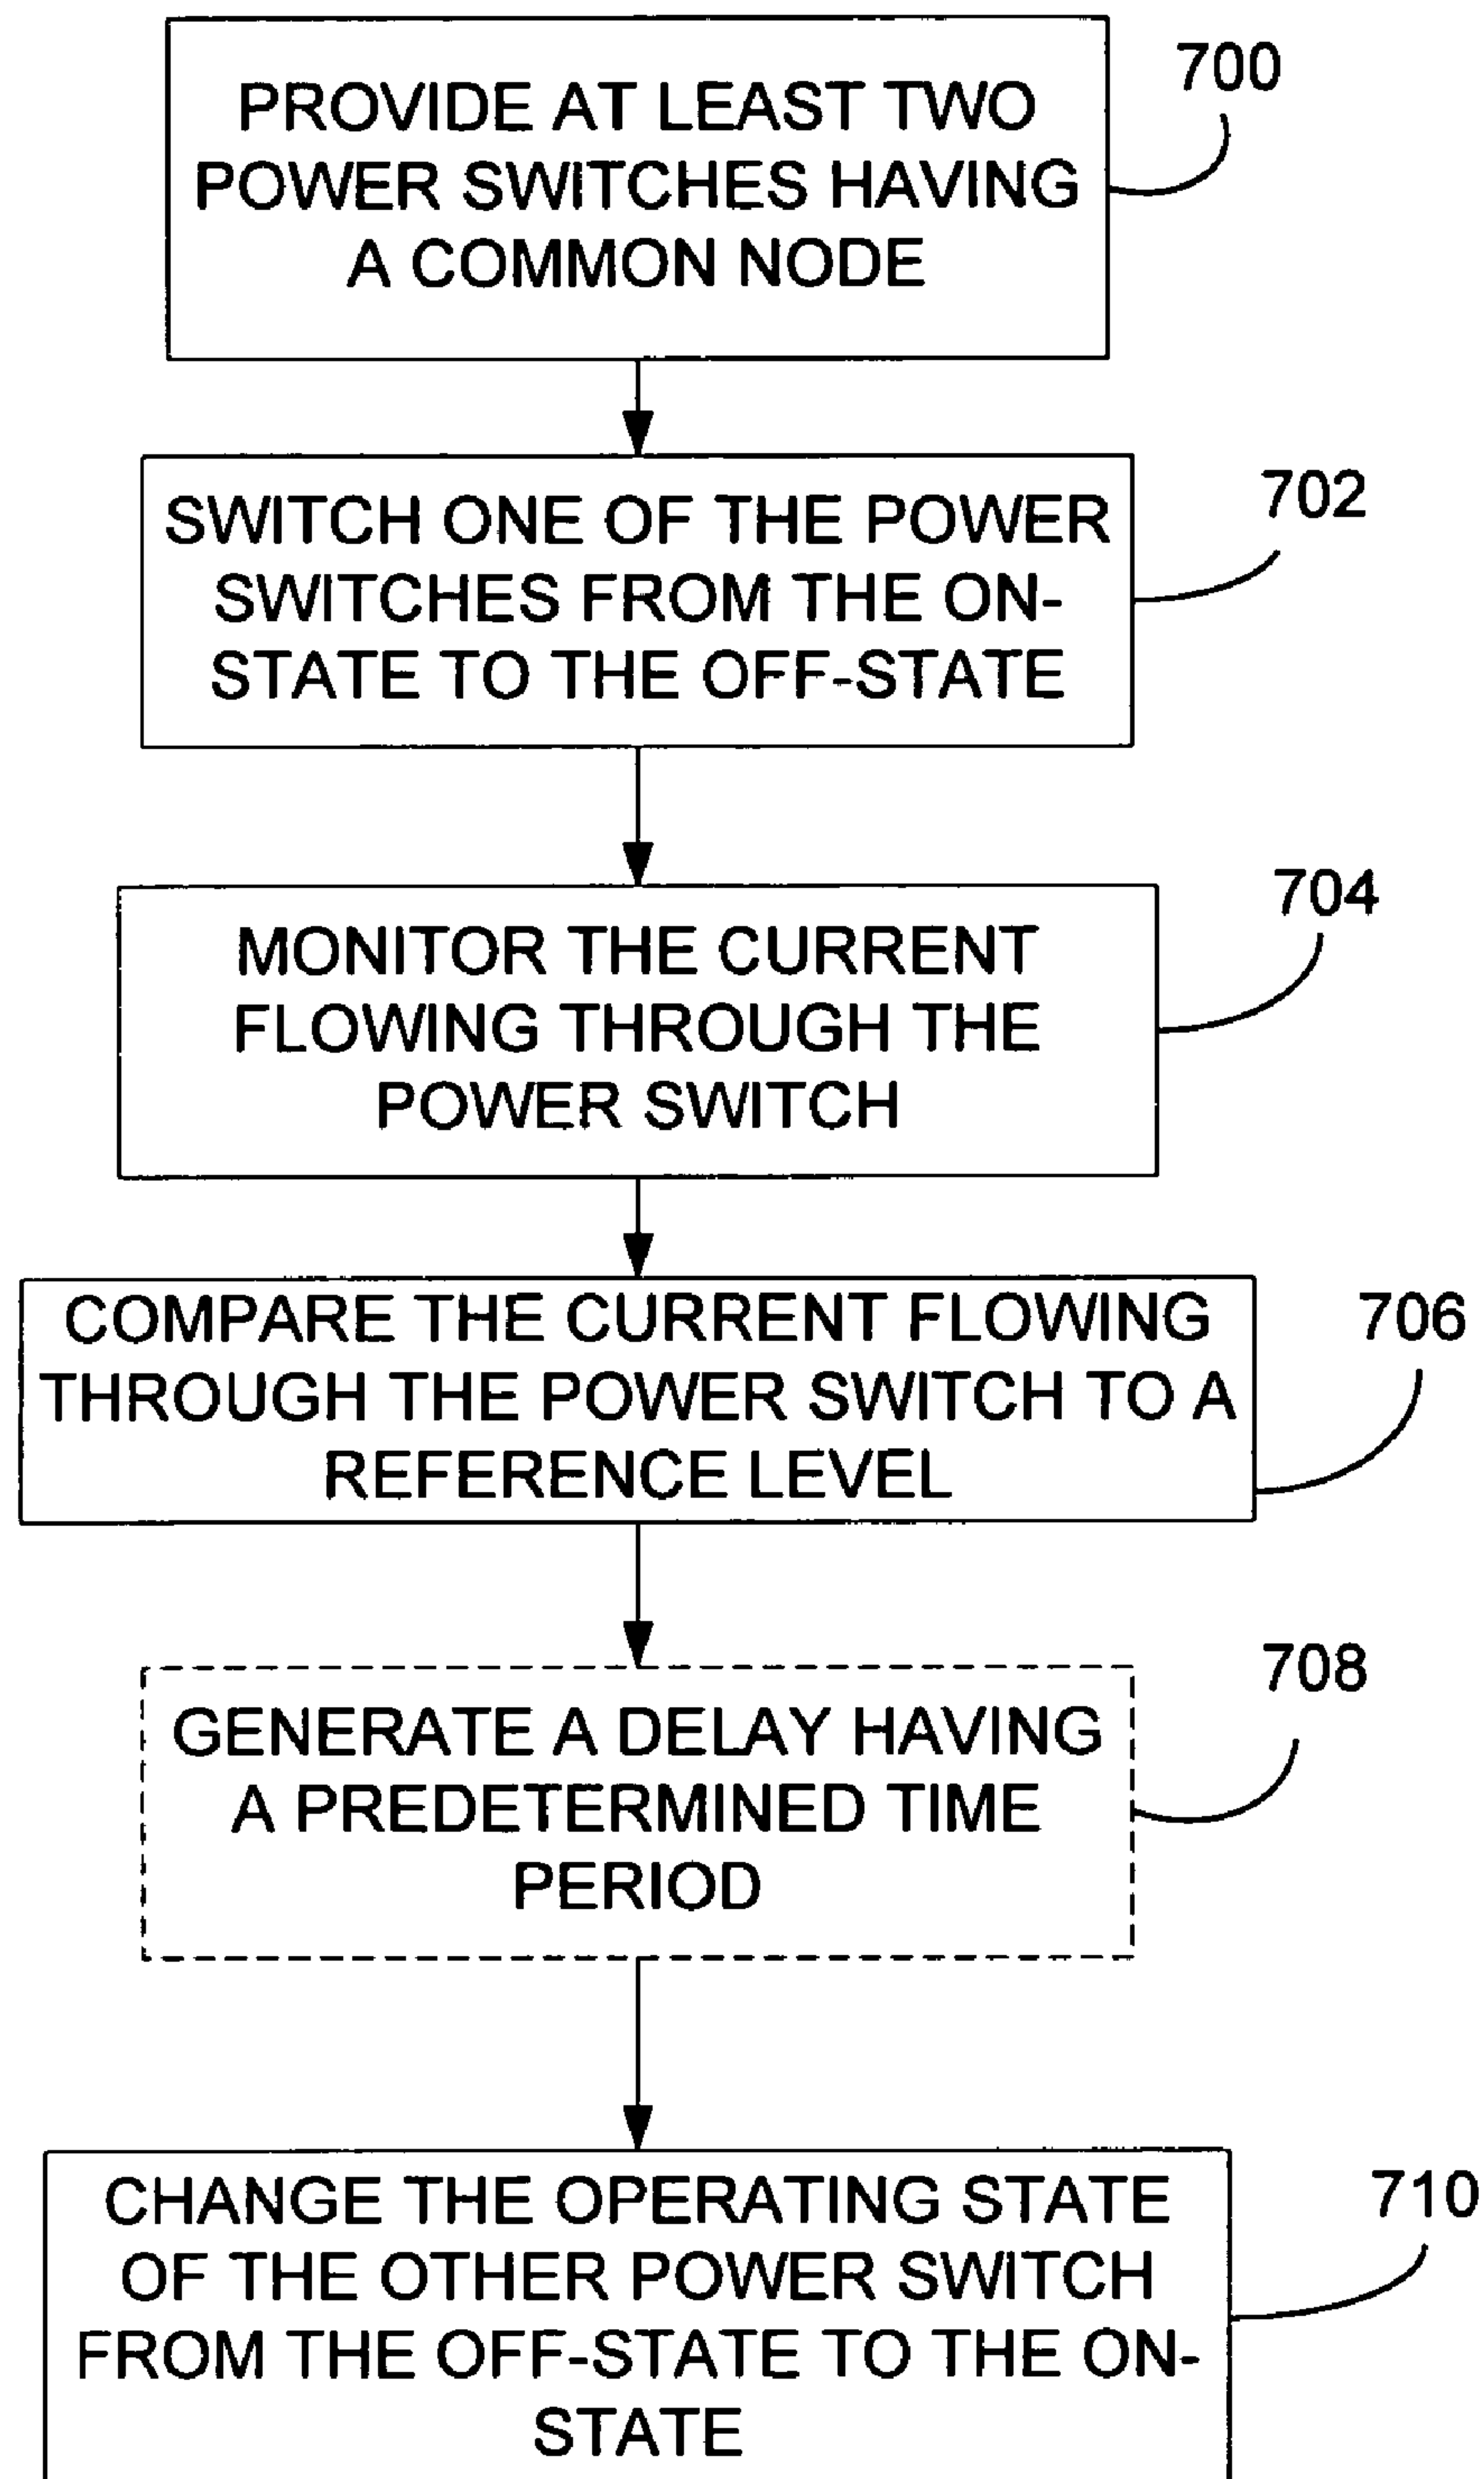 PROVIDE AT LEAST TWO
POWER SWITCHES HAVING
A COMMON NODE
700
SWITCH ONE OF THE POWER
SWITCHES FROM THE ON-
STATE TO THE OFF-STATE
702
MONITOR THE CURRENT
FLOWING THROUGH THE
POWER SWITCH
704
COMPARE THE CURRENT FLOWING
THROUGH THE POWER SWITCH TO A
REFERENCE LEVEL
706
GENERATE A DELAY HAVING
A PREDETERMINED TIME
PERIOD
708
CHANGE THE OPERATING STATE
OF THE OTHER POWER SWITCH
FROM THE OFF-STATE TO THE ON-
STATE
710